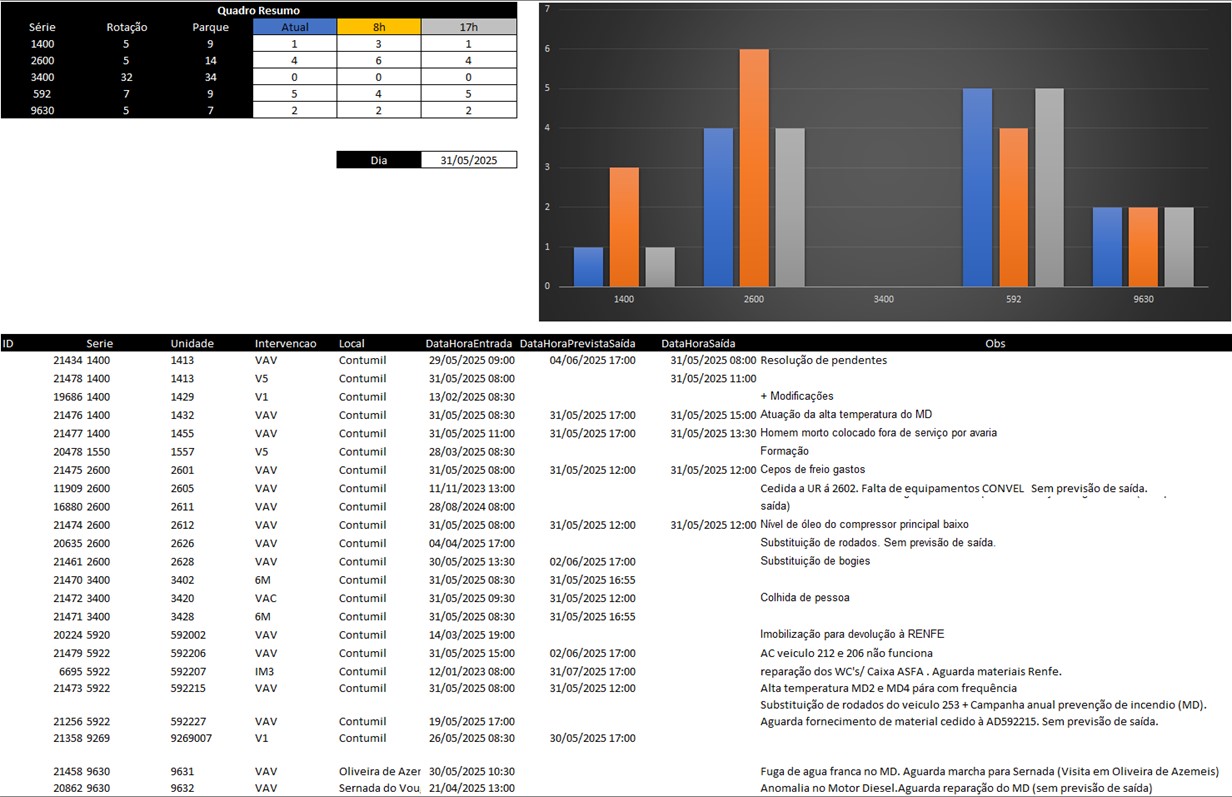 Quadro Resumo
Série Rotação Parque Atual 8h 17h
1400 5 9 1 3 1
2600 5 14 4 6 4
3400 32 34 0 0 0
592 7 9 5 4 5
9630 5 7 2 2 2
Dia 31/05/2025
7
6
5
4
3
2
1
0
1400 2600 3400 592 9630
ID Serie Unidade Intervencao Local DataHoraEntrada DataHoraPrevistaSaída DataHoraSaída Obs
21434 1400 1413 VAV Contumil 29/05/2025 09:00 04/06/2025 17:00 31/05/2025 08:00 Resolução de pendentes
21478 1400 1413 V5 Contumil 31/05/2025 08:00 31/05/2025 11:00
19686 1400 1429 V1 Contumil 13/02/2025 08:30 + Modificações
21476 1400 1432 VAV Contumil 31/05/2025 08:30 31/05/2025 17:00 31/05/2025 15:00 Atuação da alta temperatura do MD
21477 1400 1455 VAV Contumil 31/05/2025 11:00 31/05/2025 17:00 31/05/2025 13:30 Homem morto colocado fora de serviço por avaria
20478 1550 1557 V5 Contumil 28/03/2025 08:30 Formação
21475 2600 2601 VAV Contumil 31/05/2025 08:00 31/05/2025 12:00 31/05/2025 12:00 Cepos de freio gastos
11909 2600 2605 VAV Contumil 11/11/2023 13:00 Cedida a UR á 2602. Falta de equipamentos CONVEL Sem previsão de saída.
16880 2600 2611 VAV Contumil 28/08/2024 08:00 saída)
21474 2600 2612 VAV Contumil 31/05/2025 08:00 31/05/2025 12:00 31/05/2025 12:00 Nível de óleo do compressor principal baixo
20635 2600 2626 VAV Contumil 04/04/2025 17:00 Substituição de rodados. Sem previsão de saída.
21461 2600 2628 VAV Contumil 30/05/2025 13:30 02/06/2025 17:00 Substituição de bogies
21470 3400 3402 6M Contumil 31/05/2025 08:30 31/05/2025 16:55
21472 3400 3420 VAC Contumil 31/05/2025 09:30 31/05/2025 12:00 Colhida de pessoa
21471 3400 3428 6M Contumil 31/05/2025 08:30 31/05/2025 16:55
20224 5920 592002 VAV Contumil 14/03/2025 19:00 Imobilização para devolução à RENFE
21479 5922 592206 VAV Contumil 31/05/2025 15:00 02/06/2025 17:00 AC veiculo 212 e 206 não funciona
6695 5922 592207 IM3 Contumil 12/01/2023 08:00 31/07/2025 17:00 reparação dos WC's/ Caixa ASFA . Aguarda materiais Renfe.
21473 5922 592215 VAV Contumil 31/05/2025 08:00 31/05/2025 12:00 Alta temperatura MD2 e MD4 pára com frequência
Substituição de rodados do veiculo 253 + Campanha anual prevenção de incendio (MD).
21256 5922 592227 VAV Contumil 19/05/2025 17:00 Aguarda fornecimento de material cedido à AD592215. Sem previsão de saída.
21358 9269 9269007 V1 Contumil 26/05/2025 08:30 30/05/2025 17:00
21458 9630 9631 VAV Oliveira de Azer 30/05/2025 10:30 Fuga de agua franca no MD. Aguarda marcha para Sernada (Visita em Oliveira de Azemeis)
20862 9630 9632 VAV Sernada do Vou 21/04/2025 13:00 Anomalia no Motor Diesel.Aguarda reparação do MD (sem previsão de saída)